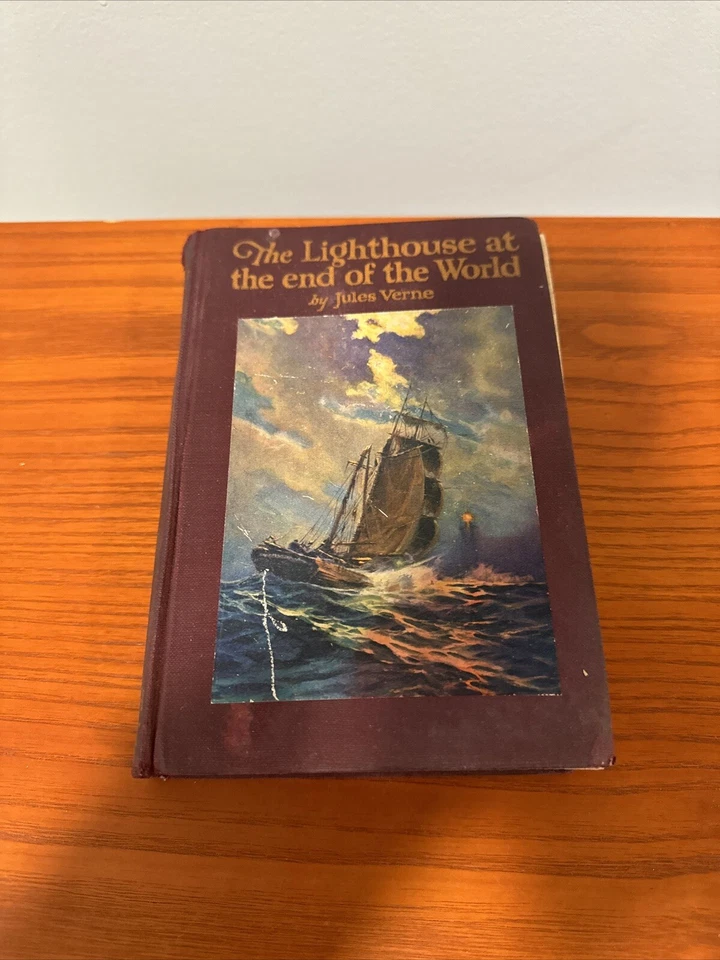 The Lighthouse at
the end of the World
by Jules Verne